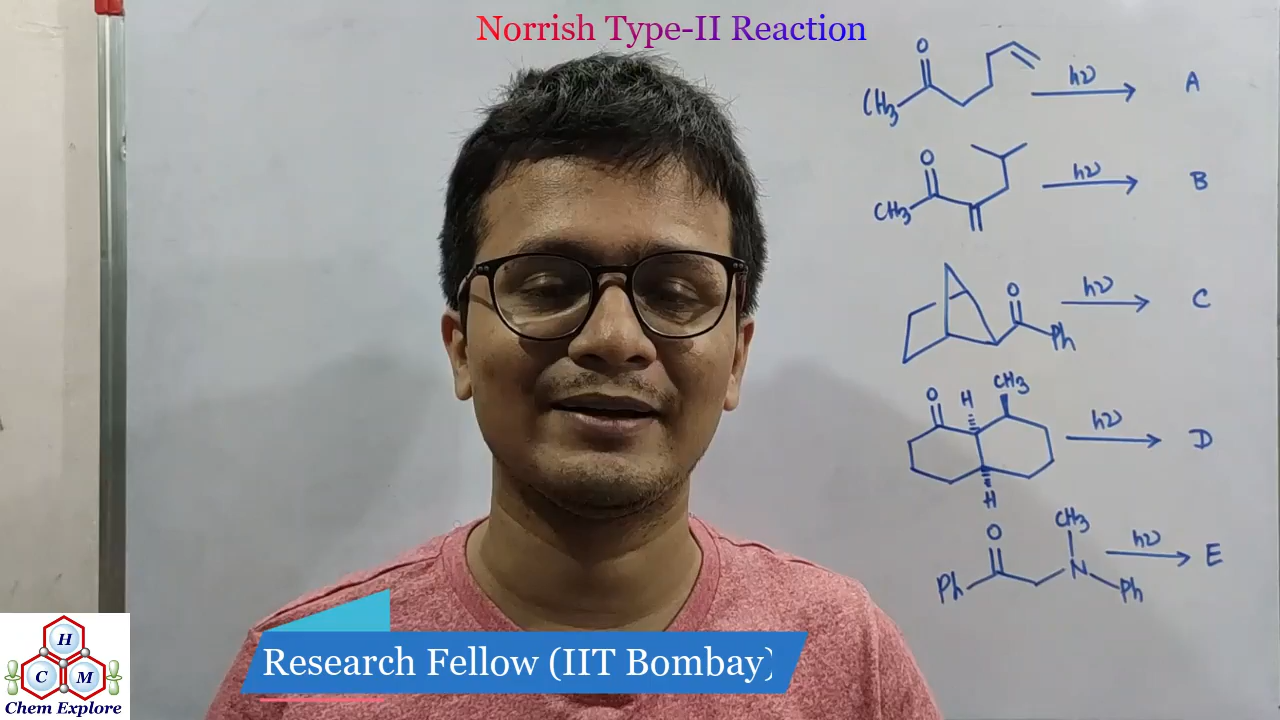 Norrish Type-II Reaction
O
CH3
hν
A
O
CH3
hν
B
O
Ph
hν
C
O
H
CH3
H
hν
D
O
Ph
CH3
N
Ph
hν
E
Research Fellow (IIT Bombay)
H
C
M
Chem Explore